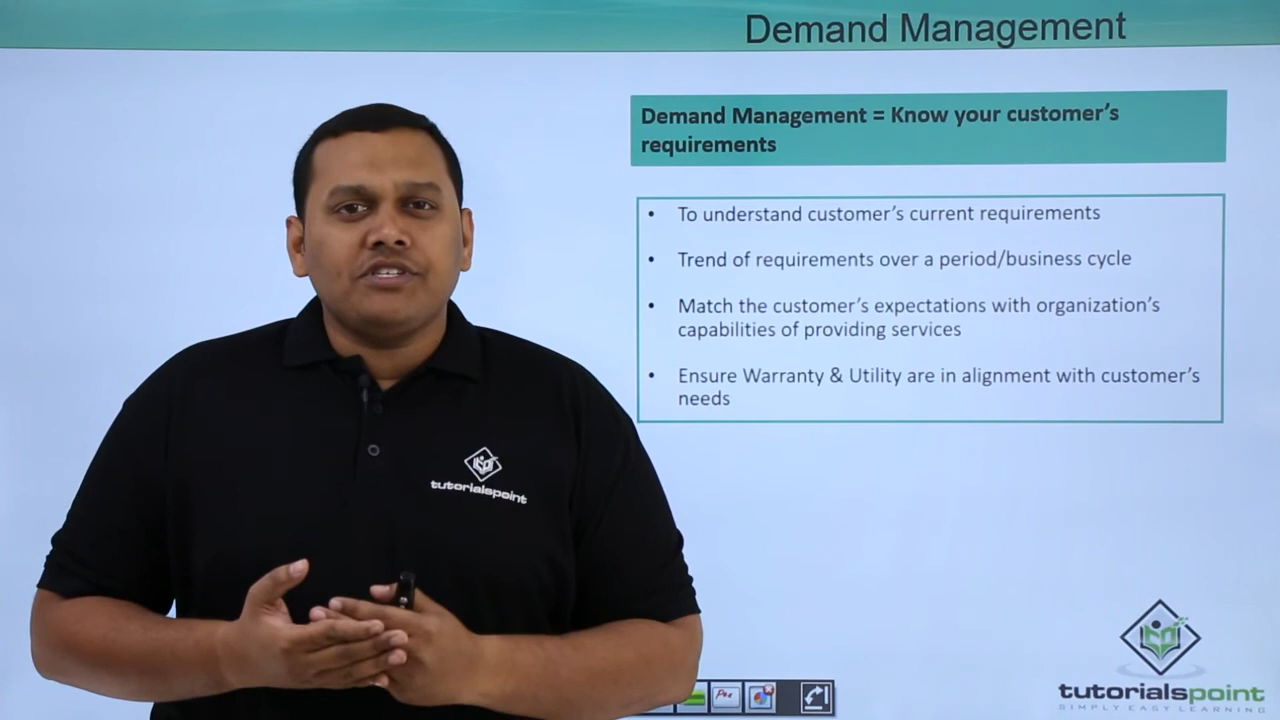 Demand Management
Demand Management = Know your customer's
requirements
• To understand customer's current requirements
• Trend of requirements over a period/business cycle
• Match the customer's expectations with organization's
capabilities of providing services
• Ensure Warranty & Utility are in alignment with customer's
needs
tutorialspoint
Pen
tutorialspoint
SIMPLY EASY LEARNING